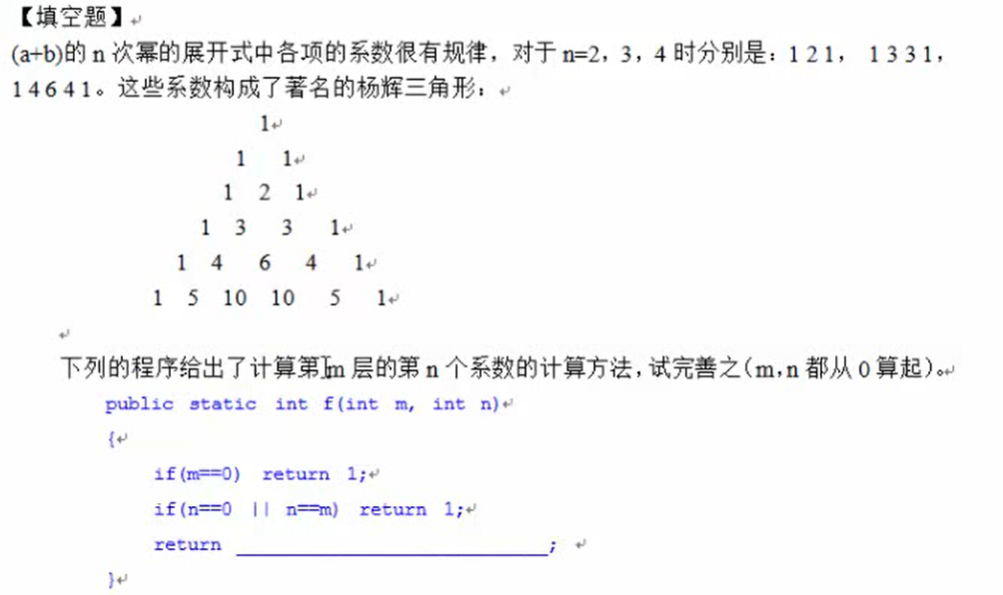 【填空题】
(a+b)的 n 次幂的展开式中各项的系数很有规律，对于 n=2，3，4 时分别是：1 2 1， 1 3 3 1，
1 4 6 4 1。这些系数构成了著名的杨辉三角形：
1
1 1
1 2 1
1 3 3 1
1 4 6 4 1
1 5 10 10 5 1
下列的程序给出了计算第 m 层的第 n 个系数的计算方法，试完善之（m,n 都从 0 算起）。
public static int f(int m, int n)
{
if(m==0) return 1;
if(n==0 || n==m) return 1;
return ____________________________;
}